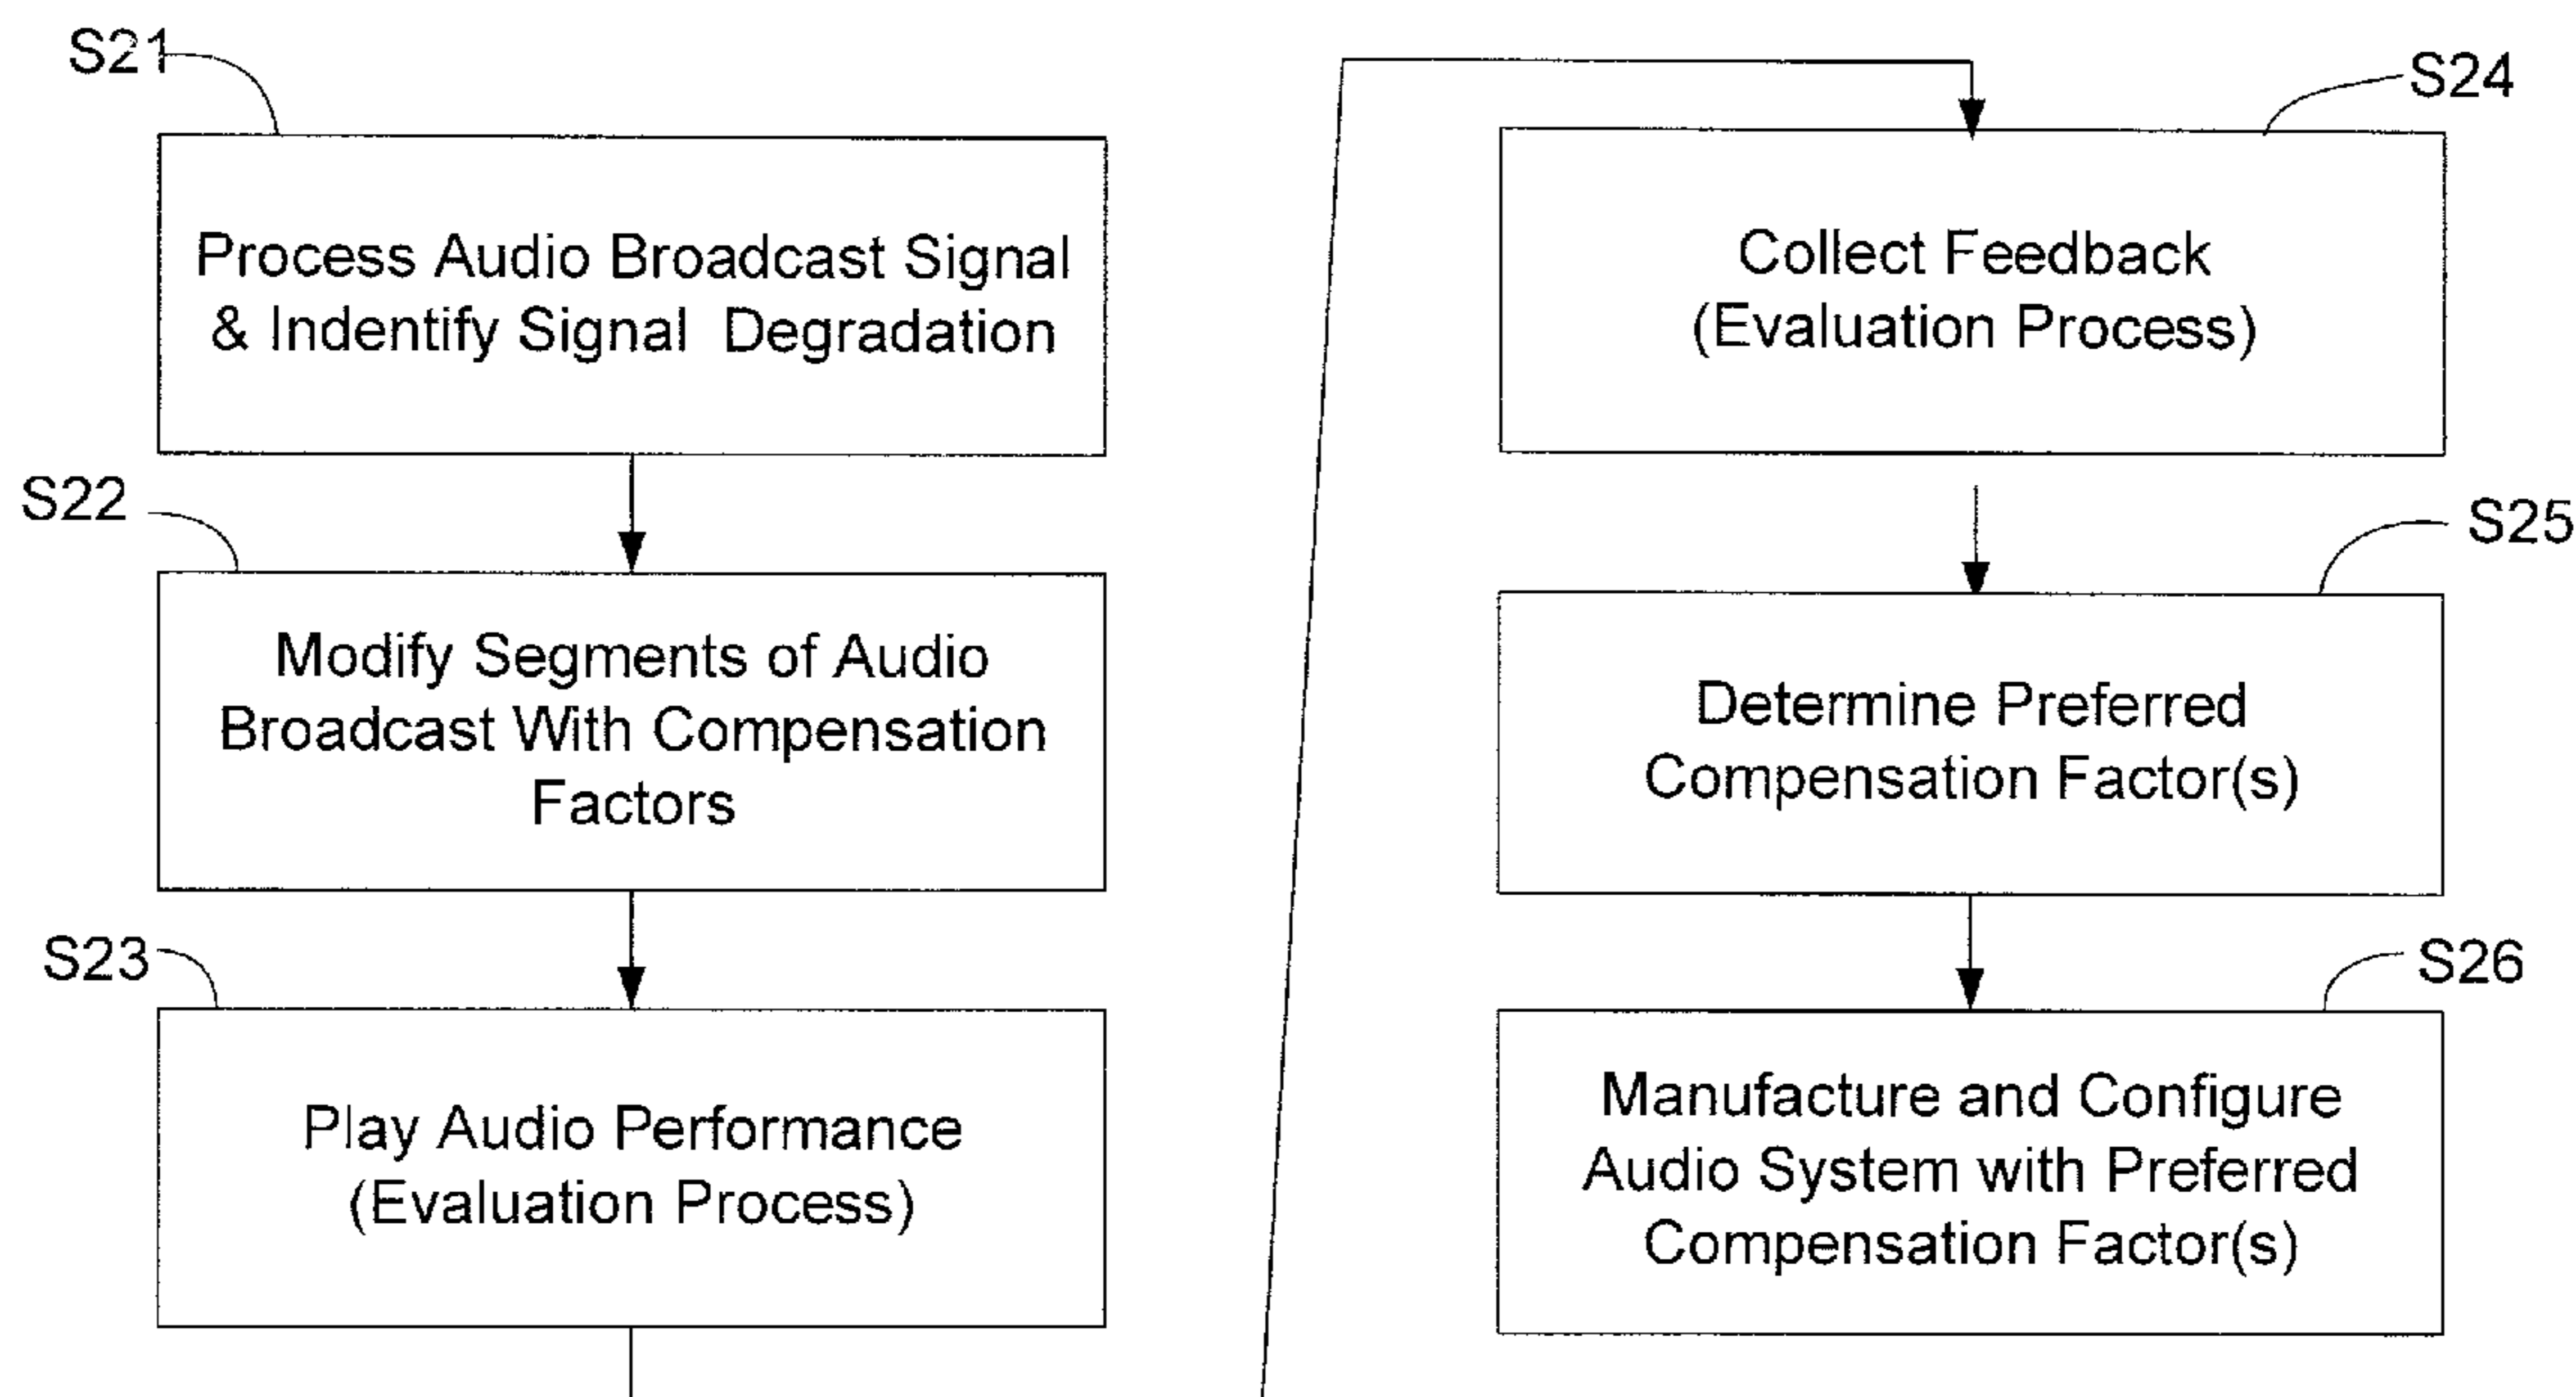 S21
Process Audio Broadcast Signal
& Indentify Signal Degradation
S22
Modify Segments of Audio
Broadcast With Compensation
Factors
S23
Play Audio Performance
(Evaluation Process)
S24
Collect Feedback
(Evaluation Process)
S25
Determine Preferred
Compensation Factor(s)
S26
Manufacture and Configure
Audio System with Preferred
Compensation Factor(s)